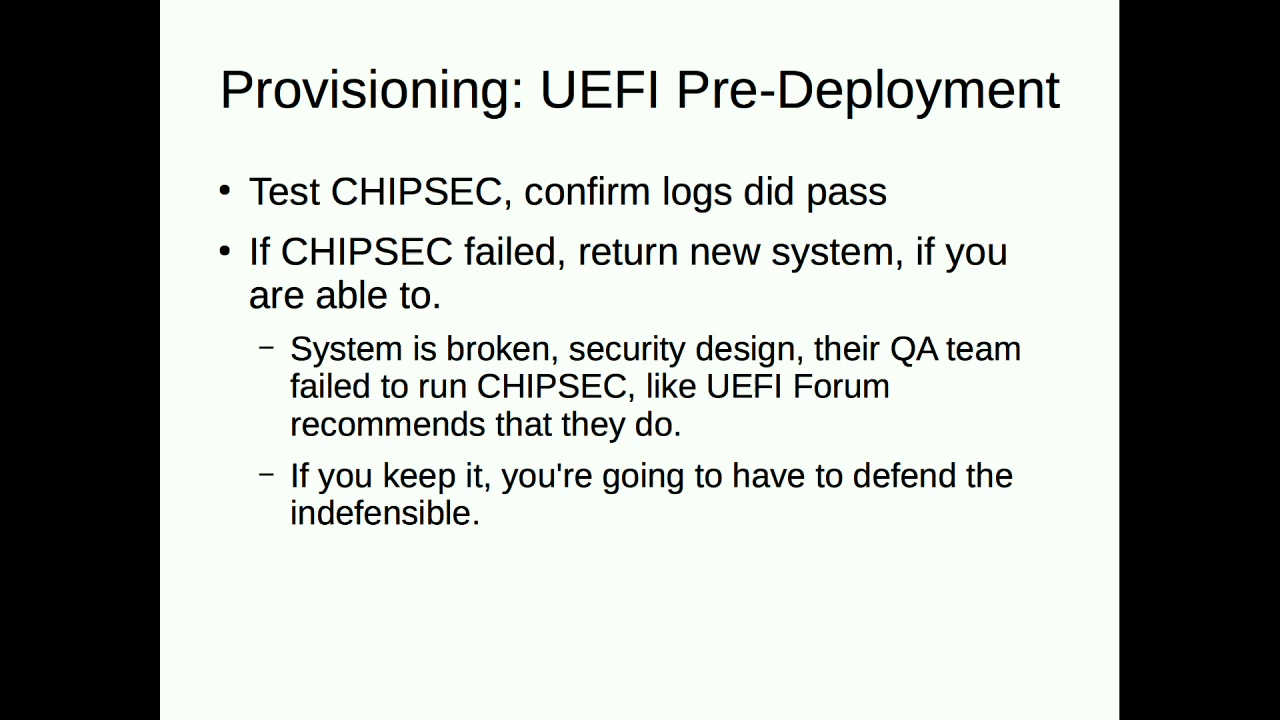 Provisioning: UEFI Pre-Deployment
• Test CHIPSEC, confirm logs did pass
• If CHIPSEC failed, return new system, if you
are able to.
– System is broken, security design, their QA team
failed to run CHIPSEC, like UEFI Forum
recommends that they do.
– If you keep it, you're going to have to defend the
indefensible.